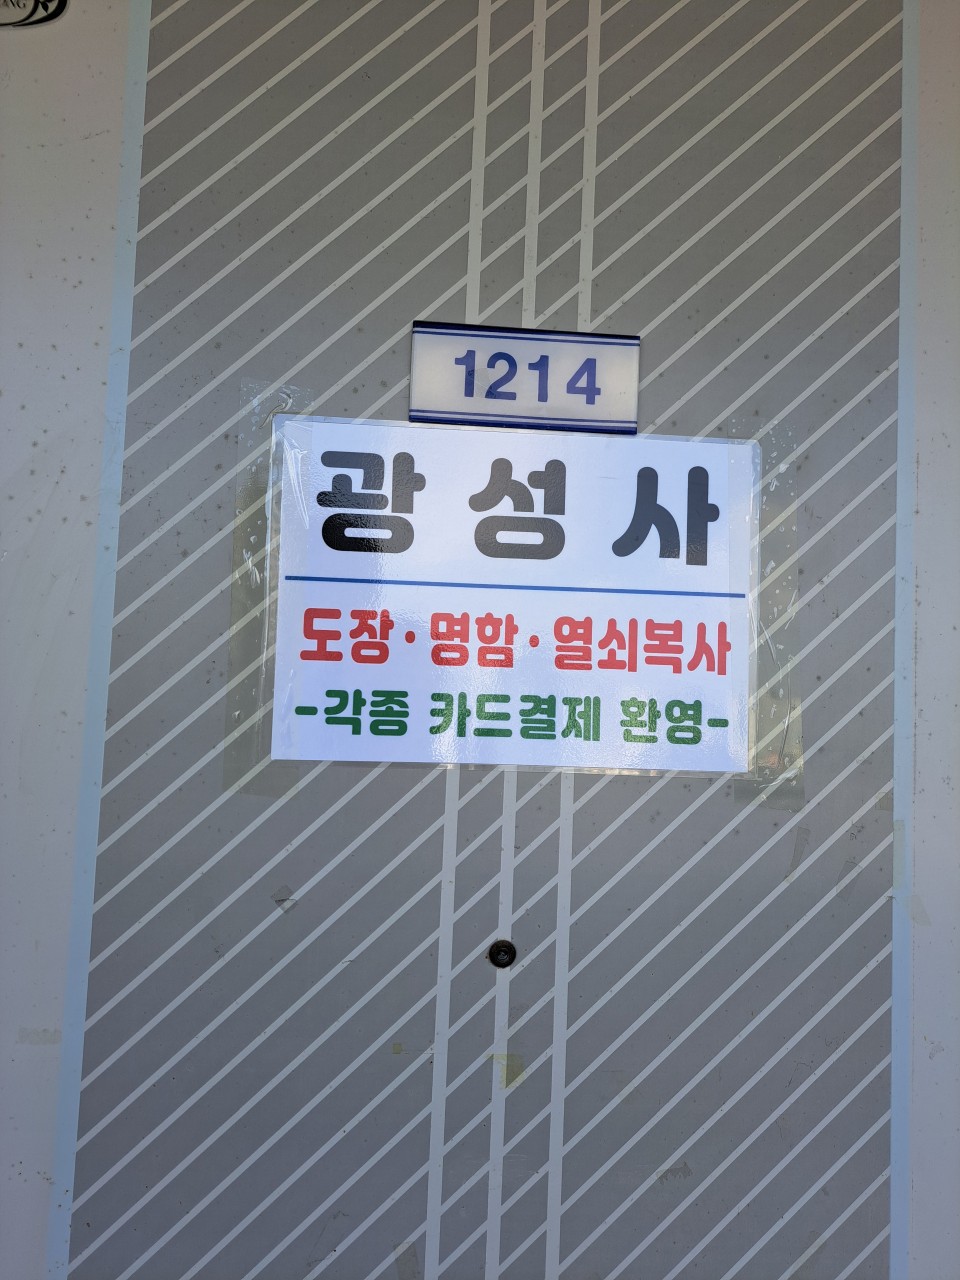 1214
광성사
도장·명함·열쇠복사
-각종 카드결제 환영-